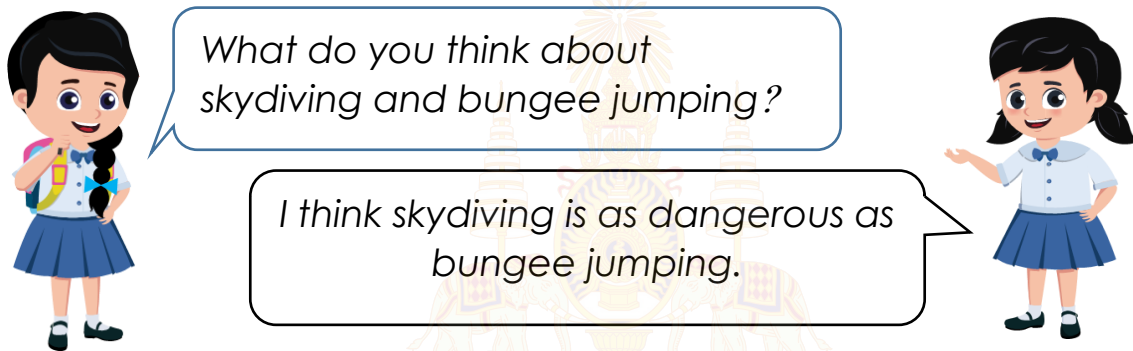 What do you think about
skydiving and bungee jumping?
I think skydiving is as dangerous as
bungee jumping.